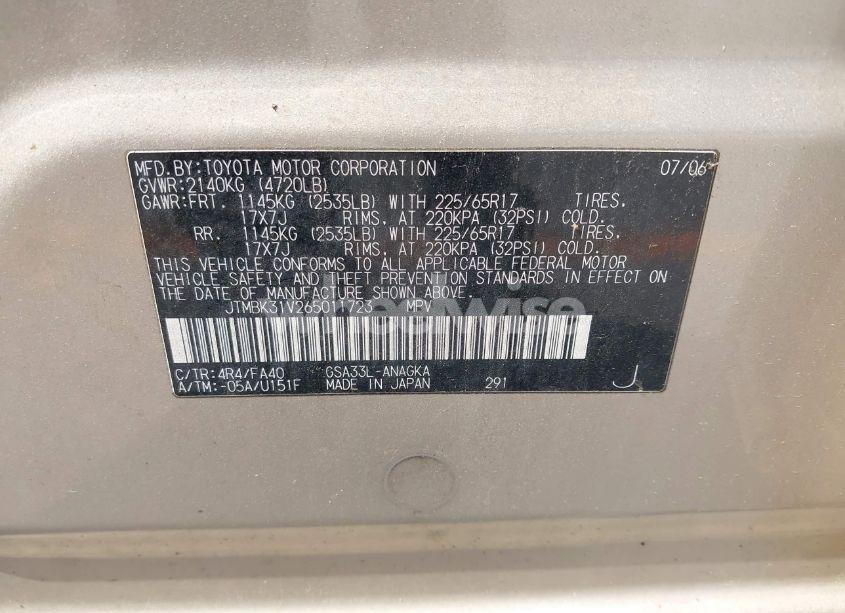 MFD.BY:TOYOTA MOTOR CORPORATION 07/06
GVWR:2140KG (4720LB)
GAWR:FRT. 1145KG (2535LB) WITH 225/65R17 TIRES,
17X7J RIMS, AT 220KPA (32PSI) COLD.
RR. 1145KG (2535LB) WITH 225/65R17 TIRES,
17X7J RIMS, AT 220KPA (32PSI) COLD.
THIS VEHICLE CONFORMS TO ALL APPLICABLE FEDERAL MOTOR
VEHICLE SAFETY AND THEFT PREVENTION STANDARDS IN EFFECT ON
THE DATE OF MANUFACTURE SHOWN ABOVE.
JTMBK31V265011723 MPV
C/TR:4R4/FA40 GSA33L-ANAGKA
A/TM:-05A/U151F MADE IN JAPAN 291 J